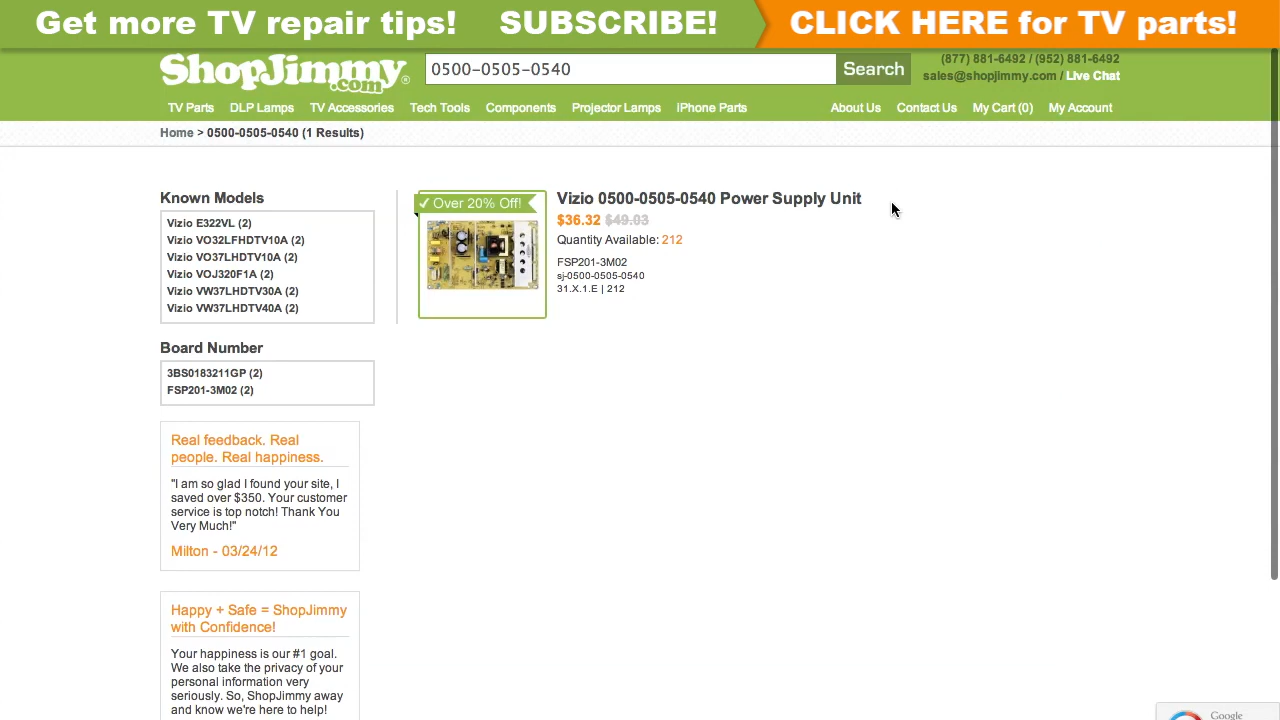 Get more TV repair tips! SUBSCRIBE! CLICK HERE for TV parts!
ShopJimmy.com®
0500-0505-0540
Search
(877) 881-6492 / (952) 881-6492
sales@shopjimmy.com / Live Chat
TV Parts DLP Lamps TV Accessories Tech Tools Components Projector Lamps iPhone Parts About Us Contact Us My Cart (0) My Account
Home > 0500-0505-0540 (1 Results)
Known Models
Vizio E322VL (2)
Vizio VO32LFHDTV10A (2)
Vizio VO37LHDTV10A (2)
Vizio VOJ320F1A (2)
Vizio VW37LHDTV30A (2)
Vizio VW37LHDTV40A (2)
Board Number
3BS0183211GP (2)
FSP201-3M02 (2)
Real feedback. Real
people. Real happiness.
"I am so glad I found your site, I
saved over $350. Your customer
service is top notch! Thank You
Very Much!"
Milton - 03/24/12
Happy + Safe = ShopJimmy
with Confidence!
Your happiness is our #1 goal.
We also take the privacy of your
personal information very
seriously. So, ShopJimmy away
and know we're here to help!
✓ Over 20% Off!
Vizio 0500-0505-0540 Power Supply Unit
$36.32 $49.03
Quantity Available: 212
FSP201-3M02
sj-0500-0505-0540
31.X.1.E | 212
Google